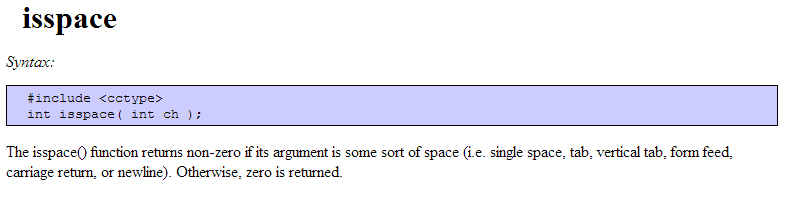 isspace
Syntax:
#include <cctype>
int isspace( int ch );
The isspace() function returns non-zero if its argument is some sort of space (i.e. single space, tab, vertical tab, form feed,
carriage return, or newline). Otherwise, zero is returned.